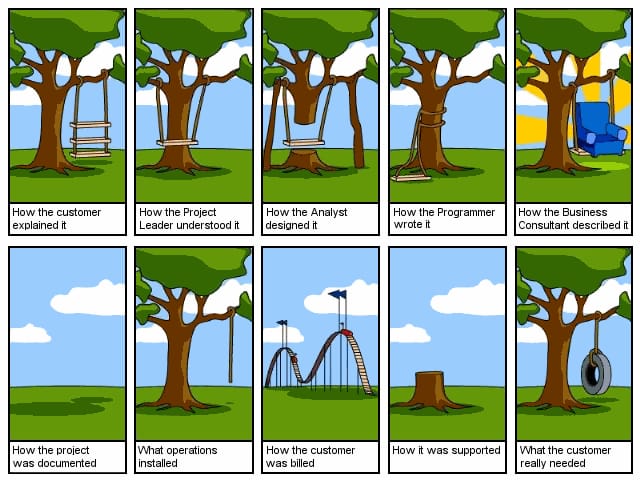 How the customer
explained it
How the Project
Leader understood it
How the Analyst
designed it
How the Programmer
wrote it
How the Business
Consultant described it
How the project
was documented
What operations
installed
How the customer
was billed
How it was supported
What the customer
really needed